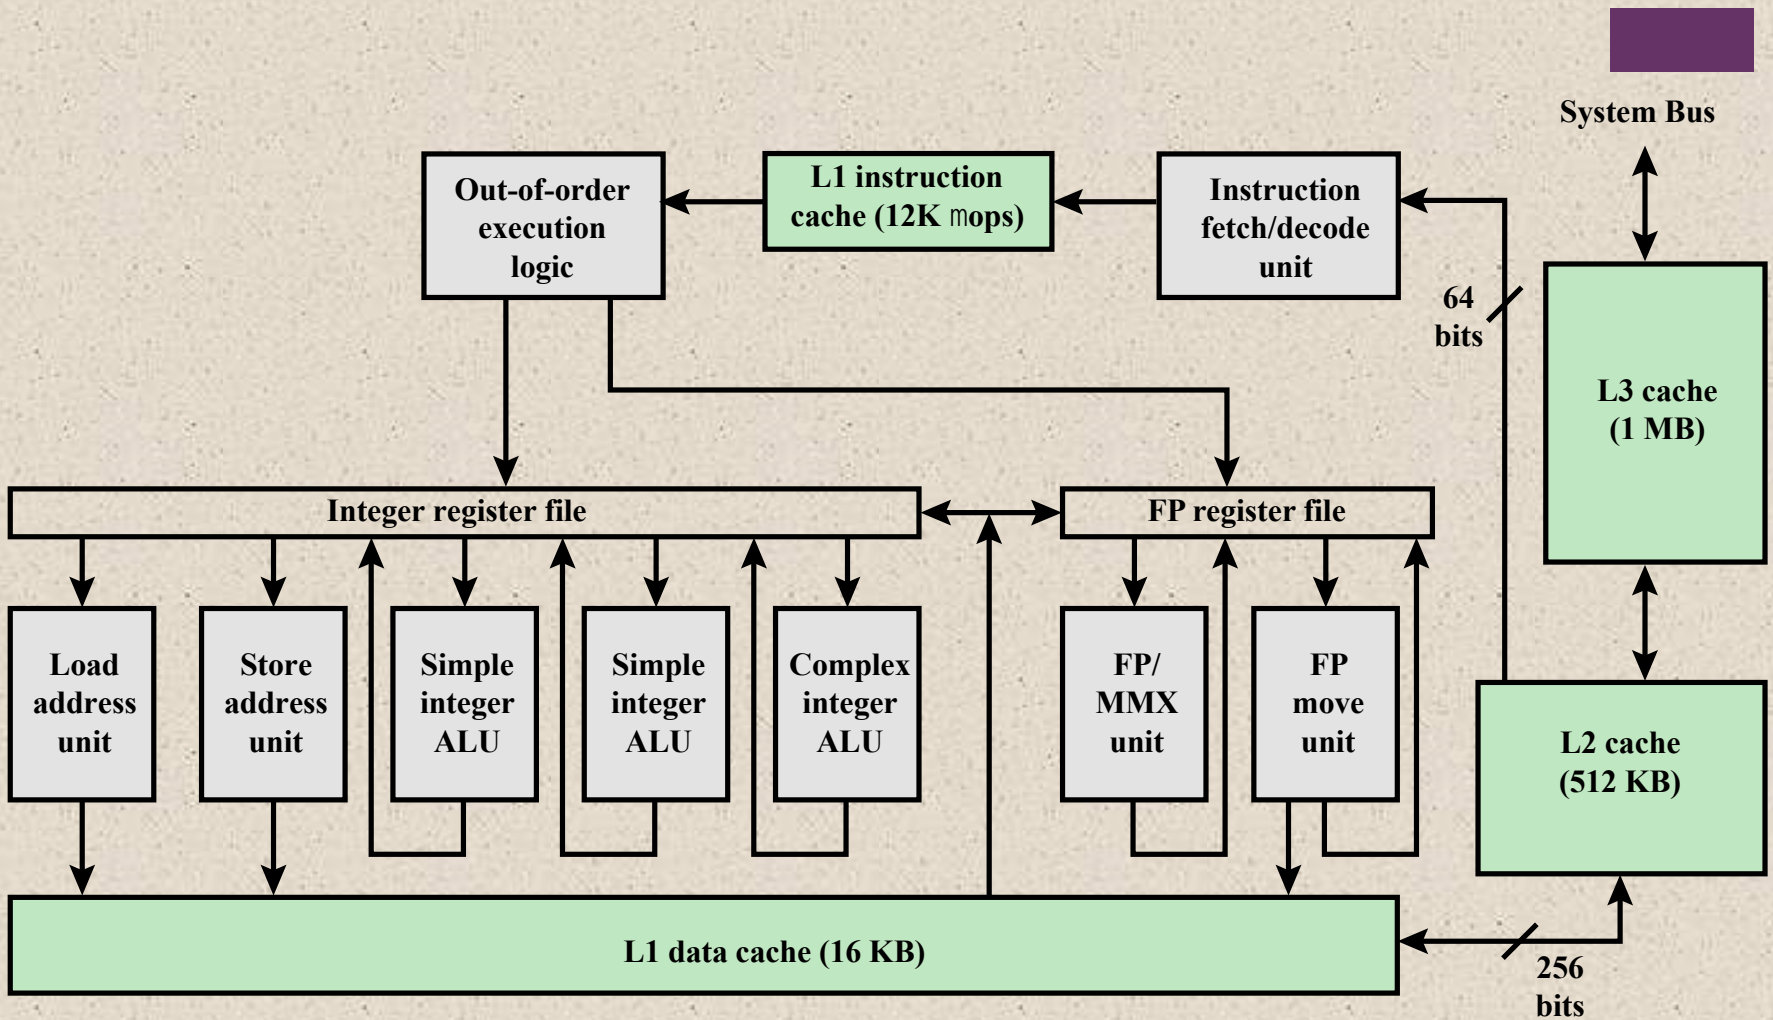 System Bus
Out-of-order
execution
logic
L1 instruction
cache (12K mops)
Instruction
fetch/decode
unit
64
bits
L3 cache
(1 MB)
Integer register file
FP register file
Load
address
unit
Store
address
unit
Simple
integer
ALU
Simple
integer
ALU
Complex
integer
ALU
FP/
MMX
unit
FP
move
unit
L2 cache
(512 KB)
L1 data cache (16 KB)
256
bits